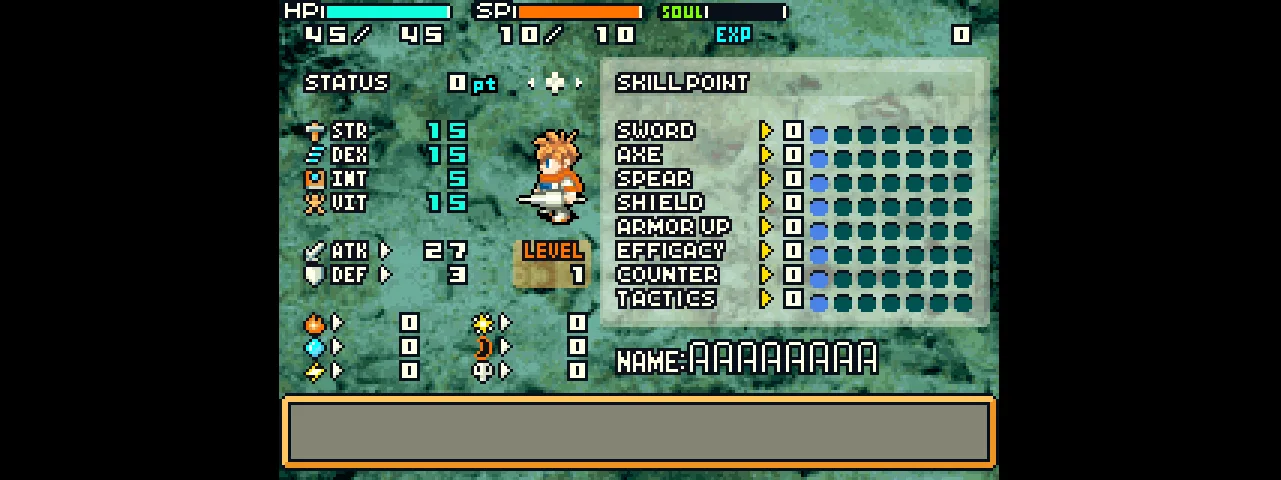 HP SP SOUL
45/ 45 10/ 10 EXP 0
STATUS 0 pt SKILL POINT
STR 15
DEX 15
INT 5
VIT 15
ATK 27
DEF 3
LEVEL
1
0 0
0 0
0 0
SWORD 0
AXE 0
SPEAR 0
SHIELD 0
ARMOR UP 0
EFFICACY 0
COUNTER 0
TACTICS 0
NAME:AAAAAAAA